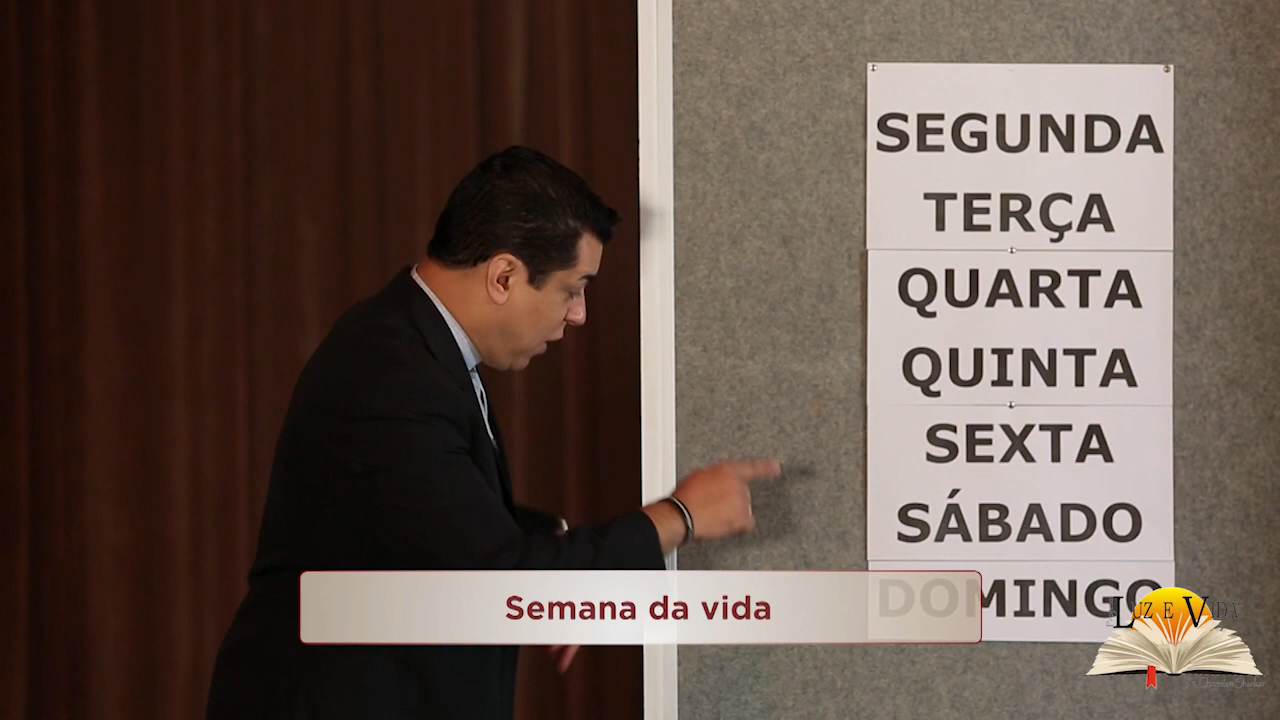 SEGUNDA
TERÇA
QUARTA
QUINTA
SEXTA
SÁBADO
DOMINGO
Semana da vida
LUZ E VIDA